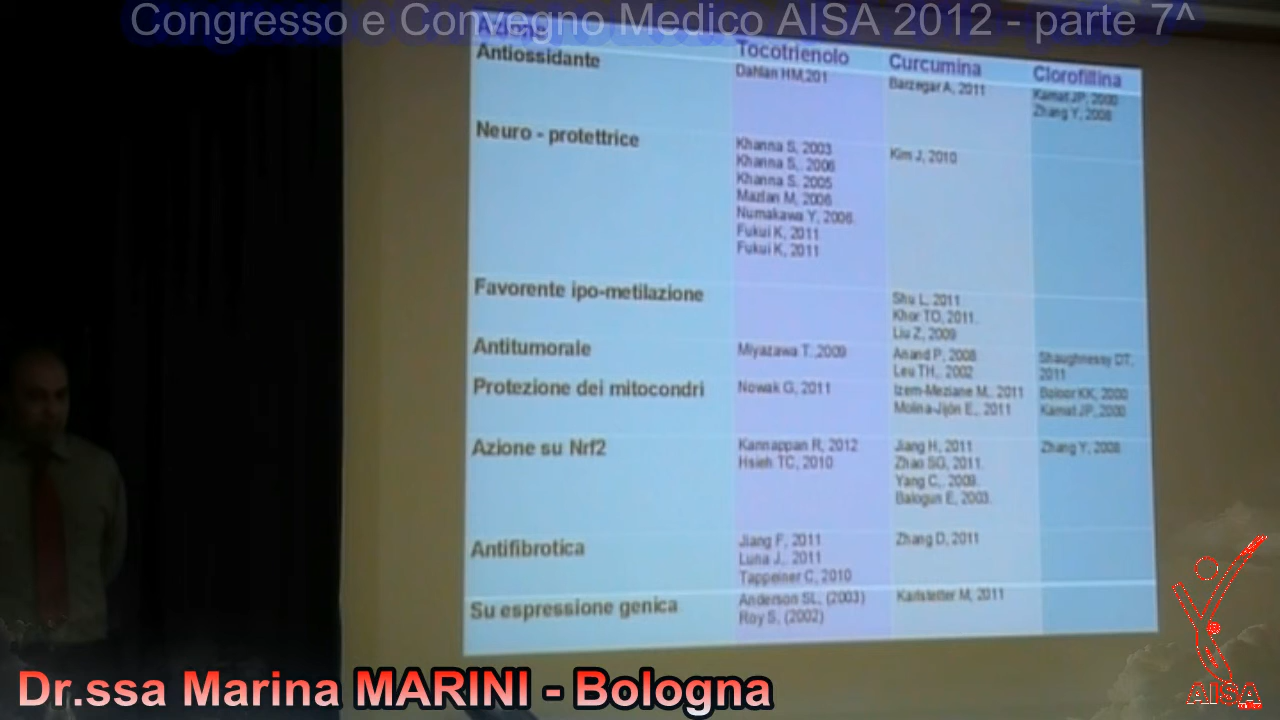 Congresso e Convegno Medico AISA 2012 - parte 7^
Tocotrienolo Curcumina Clorofillina
Antiossidante Dahlan HM,201 Barzegar A, 2011 Kamat JP, 2000
Zhang Y, 2008
Neuro - protettrice Khanna S, 2003 Kim J, 2010
Khanna S,. 2006
Khanna S. 2005
Mazlan M, 2006
Numakawa Y, 2006.
Fukui K, 2011
Fukui K, 2011
Favorente ipo-metilazione Shu L, 2011
Khor TO, 2011.
Liu Z, 2009
Antitumorale Miyazawa T.,2009 Anand P, 2008 Shaughnessy DT,
Leu TH,. 2002 2011
Protezione dei mitocondri Nowak G, 2011 Izem-Meziane M,. 2011 Baloor KK, 2000
Molina-Jijón E,. 2011 Kamat JP,.2000
Azione su Nrf2 Kannappan R, 2012 Jiang H, 2011 Zhang Y, 2008
Hsieh TC, 2010 Zhao SG, 2011.
Yang C,. 2009.
Balogun E, 2003.
Antifibrotica Jiang F, 2011 Zhang D, 2011
Luna J,. 2011
Tappeiner C, 2010
Su espressione genica Anderson SL, (2003) Karlstetter M, 2011
Roy S, (2002)
Dr.ssa Marina MARINI - Bologna
AISA